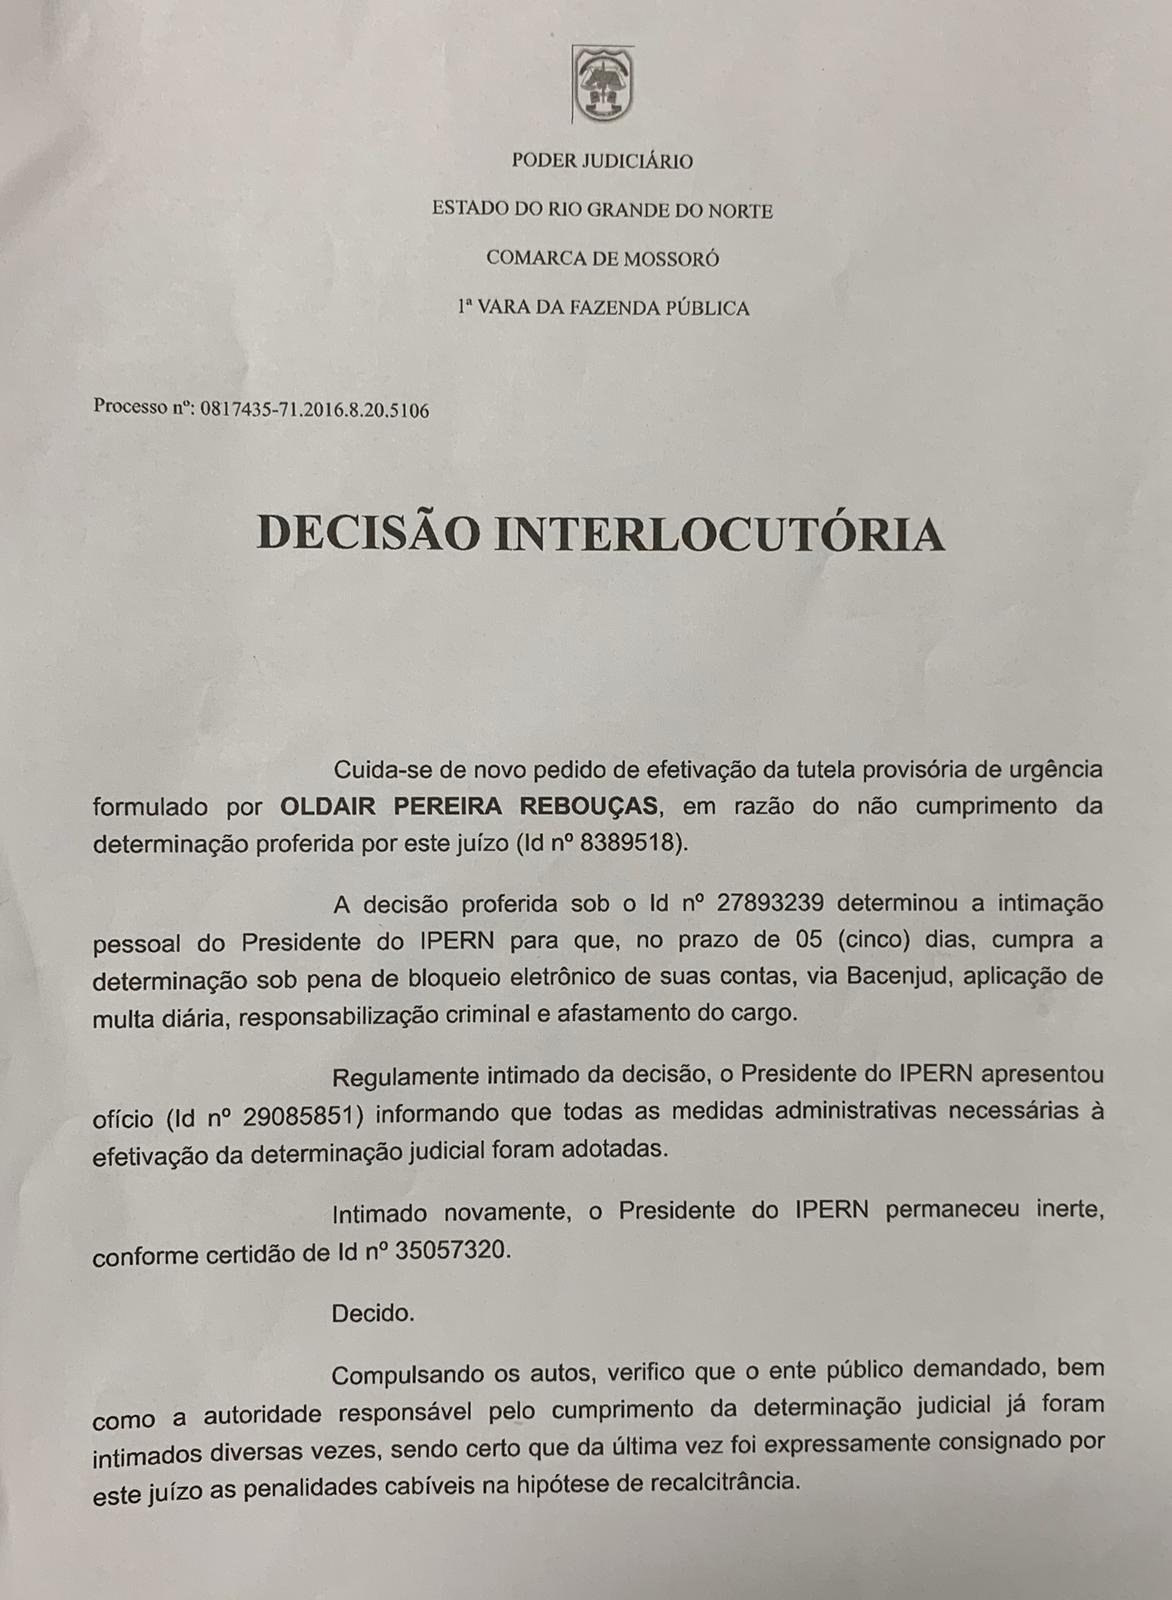 PODER JUDICIÁRIO
ESTADO DO RIO GRANDE DO NORTE
COMARCA DE MOSSORÓ
1ª VARA DA FAZENDA PÚBLICA
Processo nº: 0817435-71.2016.8.20.5106
DECISÃO INTERLOCUTÓRIA
Cuida-se de novo pedido de efetivação da tutela provisória de urgência
formulado por OLDAIR PEREIRA REBOUÇAS, em razão do não cumprimento da
determinação proferida por este juízo (Id nº 8389518).
A decisão proferida sob o Id nº 27893239 determinou a intimação
pessoal do Presidente do IPERN para que, no prazo de 05 (cinco) dias, cumpra a
determinação sob pena de bloqueio eletrônico de suas contas, via Bacenjud, aplicação de
multa diária, responsabilização criminal e afastamento do cargo.
Regulamente intimado da decisão, o Presidente do IPERN apresentou
ofício (Id nº 29085851) informando que todas as medidas administrativas necessárias à
efetivação da determinação judicial foram adotadas.
Intimado novamente, o Presidente do IPERN permaneceu inerte,
conforme certidão de Id nº 35057320.
Decido.
Compulsando os autos, verifico que o ente público demandado, bem
como a autoridade responsável pelo cumprimento da determinação judicial já foram
intimados diversas vezes, sendo certo que da última vez foi expressamente consignado por
este juízo as penalidades cabíveis na hipótese de recalcitrância.